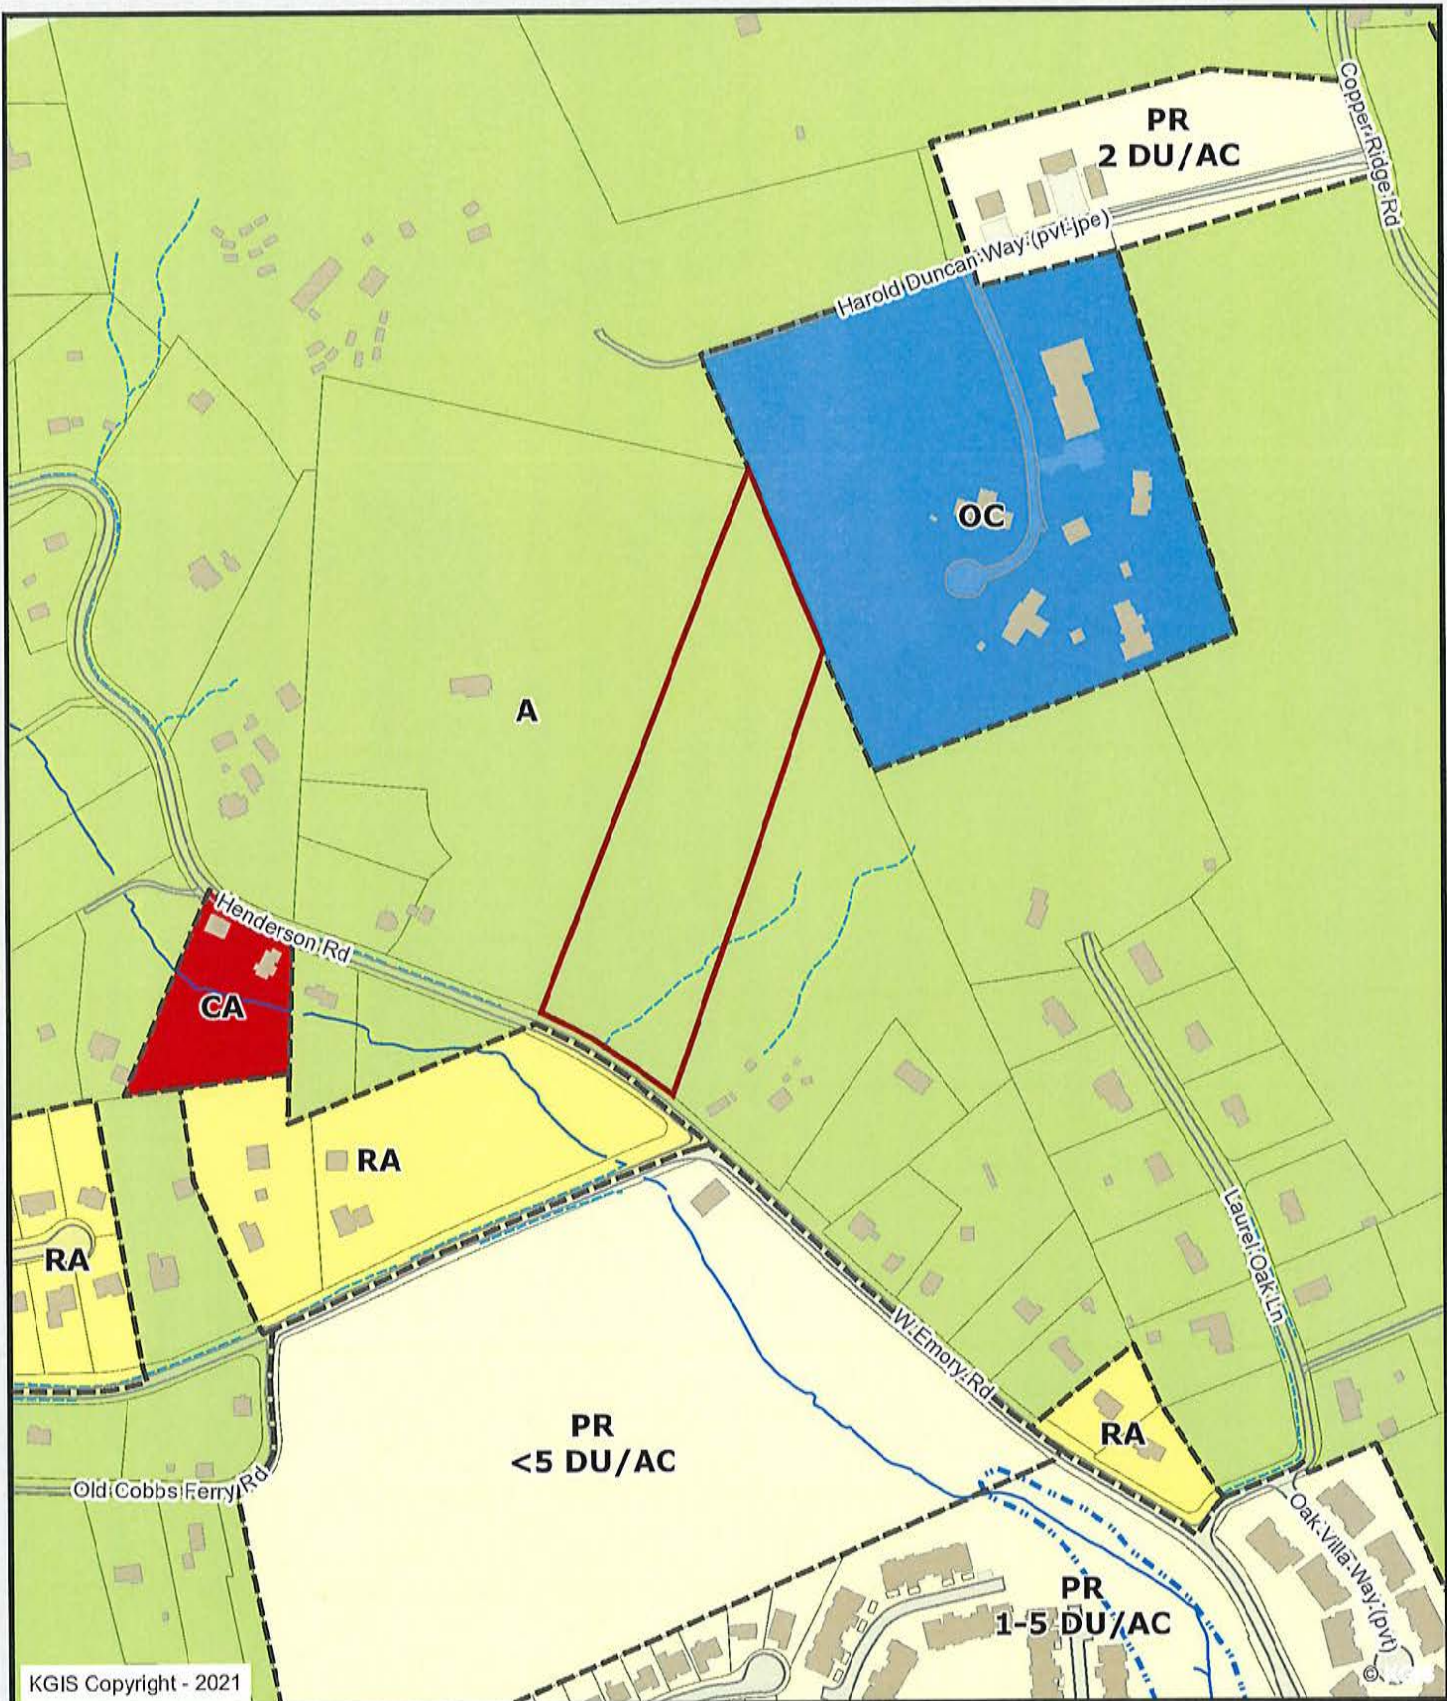 PR
2 DU/AC
Copper Ridge Rd
Harold Duncan Way (pvt-jpe)
OC
A
Henderson Rd
CA
RA
RA
Laurel Oak Ln
W Emory Rd
RA
PR
<5 DU/AC
Old Cobbs Ferry Rd
Oak Villa Way (pvt)
PR
1-5 DU/AC
KGIS Copyright - 2021